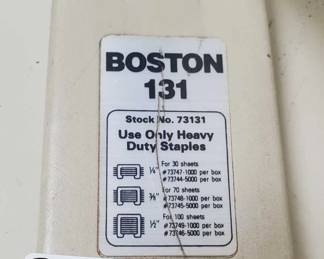 BOSTON
131
Stock No. 73131
Use Only Heavy
Duty Staples
For 30 sheets
1/4" #73747-1000 per box
#73744-5000 per box
For 70 sheets
3/8" #73748-1000 per box
#73745-5000 per box
For 100 sheets
1/2" #73749-1000 per box
#73746-5000 per box